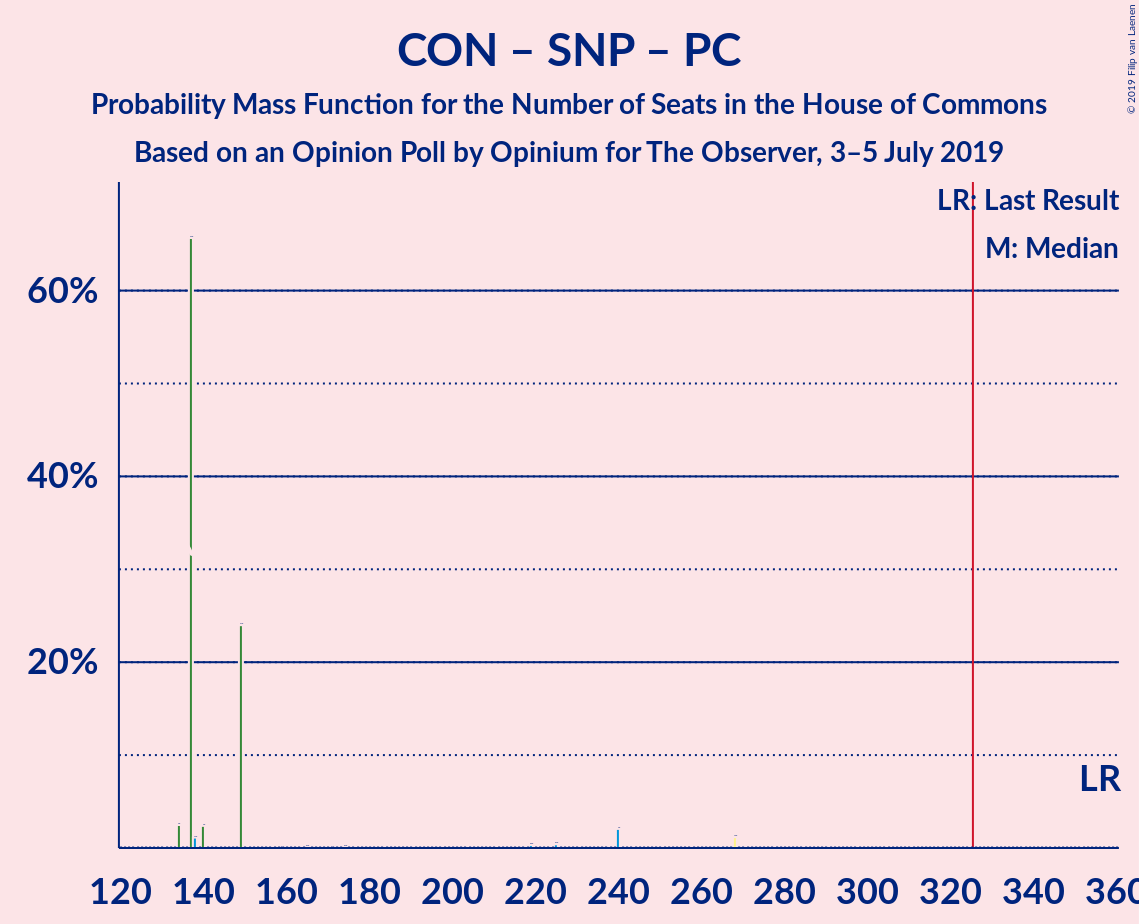 CON – SNP – PC
Probability Mass Function for the Number of Seats in the House of Commons
Based on an Opinion Poll by Opinium for The Observer, 3–5 July 2019
© 2019 Filip van Laenen
LR: Last Result
M: Median
60%
40%
20%
LR
120 140 160 180 200 220 240 260 280 300 320 340 360